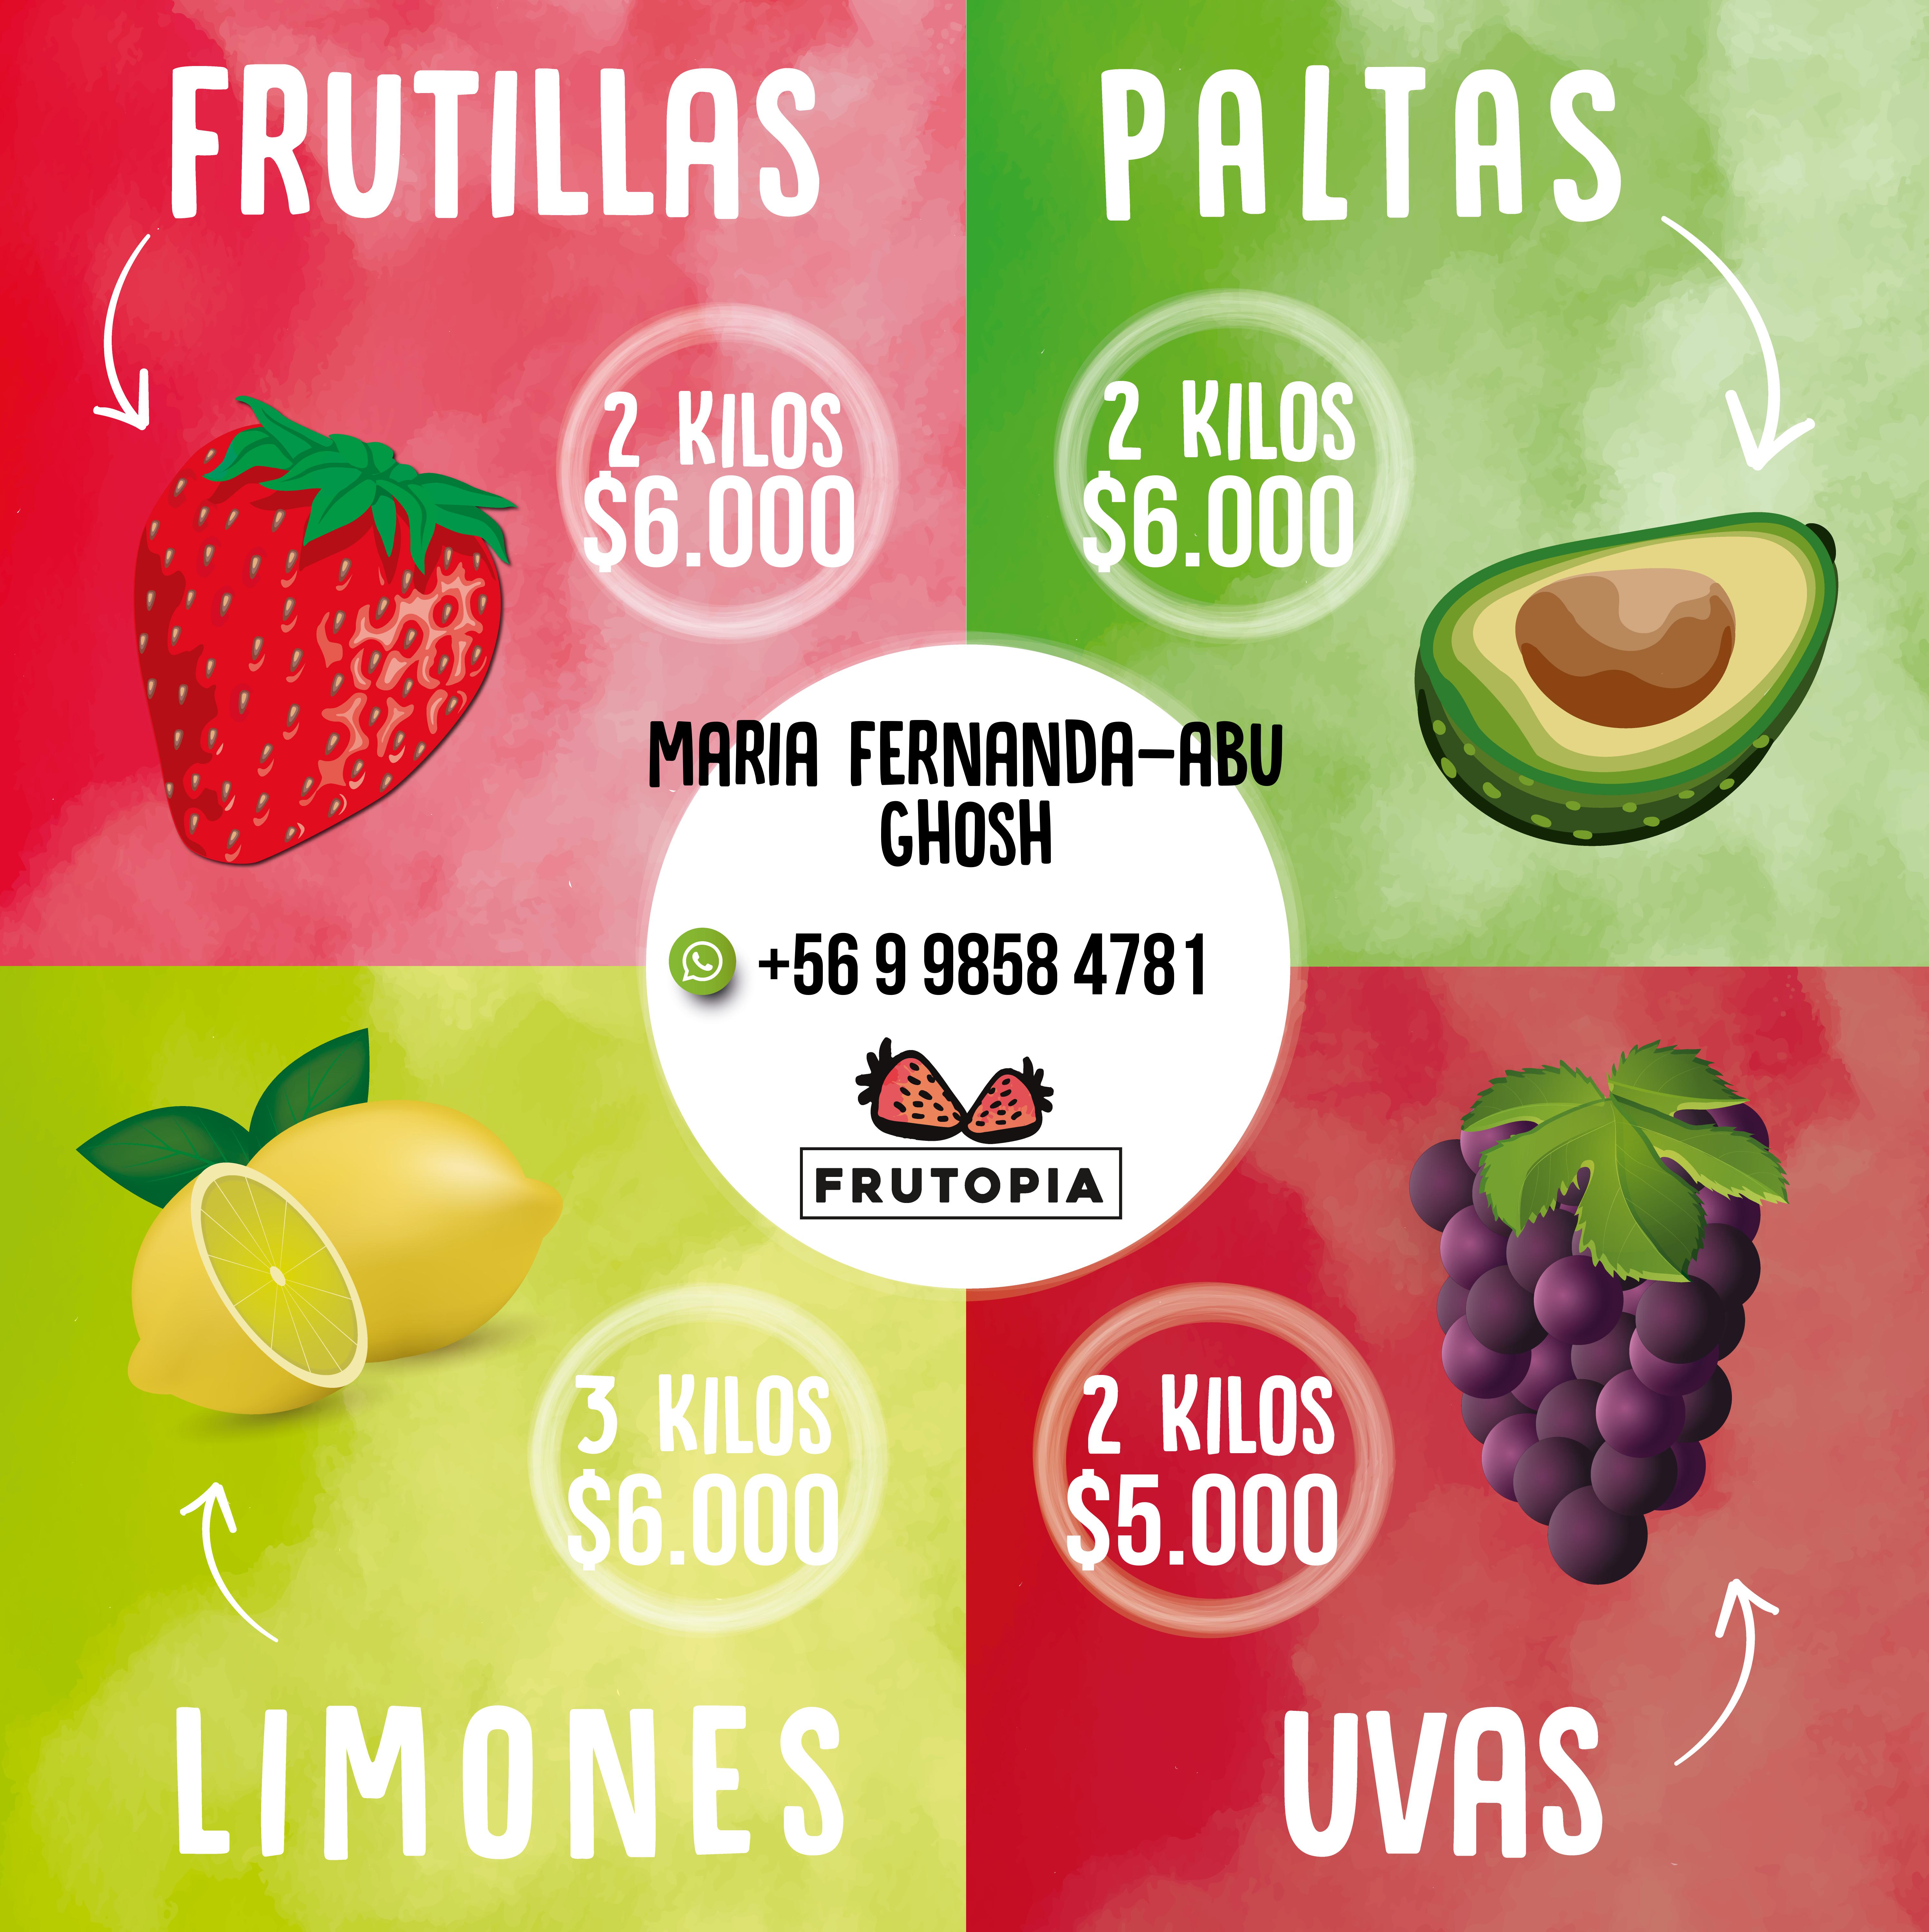 FRUTILLAS
2 KILOS
$6.000
PALTAS
2 KILOS
$6.000
MARIA FERNANDA-ABU
GHOSH
+56 9 9858 4781
FRUTOPIA
3 KILOS
$6.000
LIMONES
2 KILOS
$5.000
UVAS